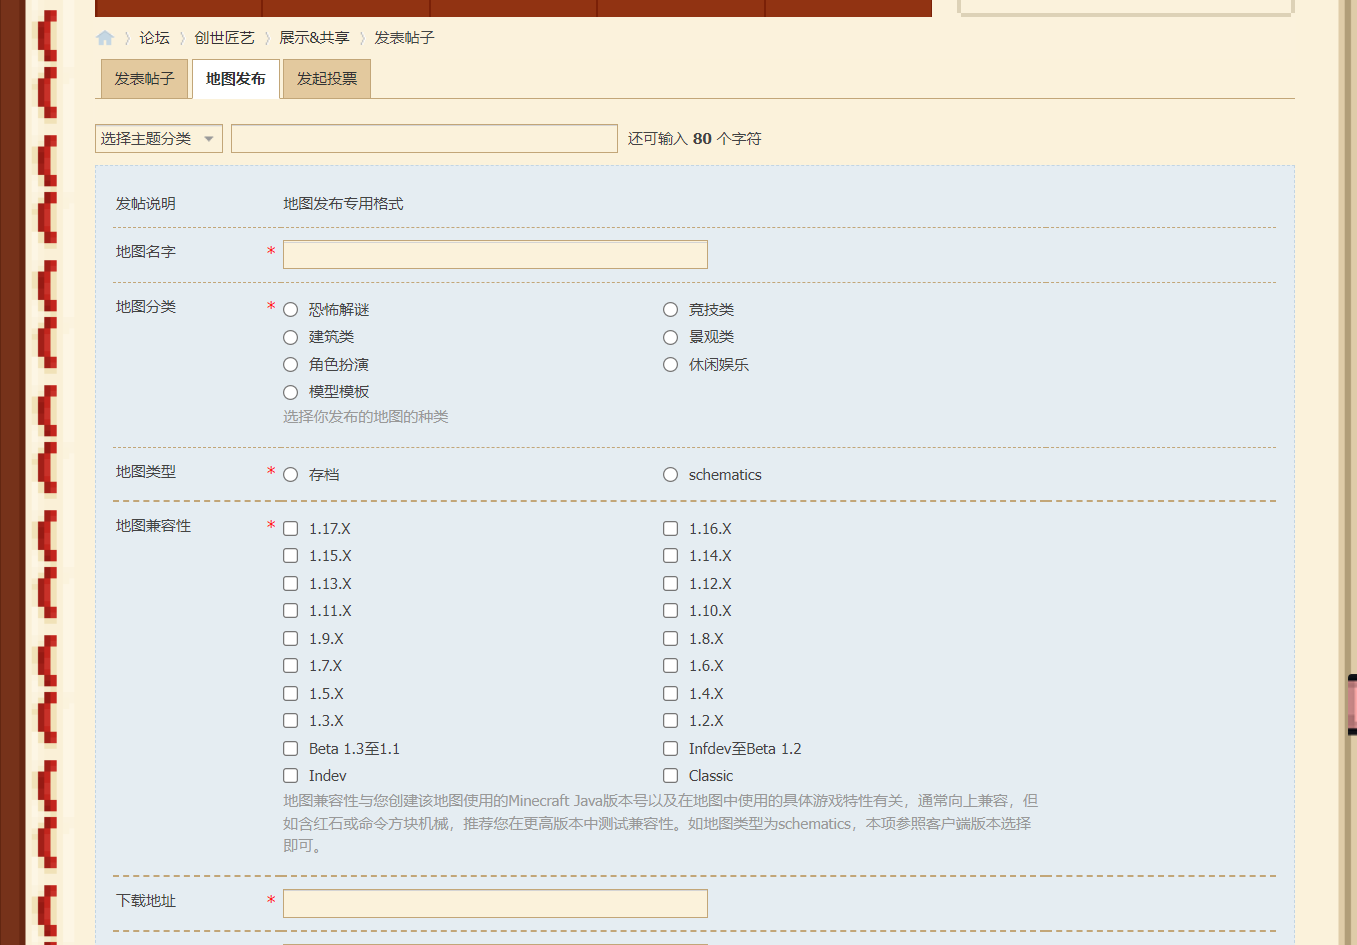 论坛 创世匠艺 展示&共享 发表帖子
发表帖子 地图发布 发起投票
选择主题分类 还可输入 80 个字符
发帖说明 地图发布专用格式
地图名字 *
地图分类 * 恐怖解谜 竞技类
建筑类 景观类
角色扮演 休闲娱乐
模型模板
选择你发布的地图的种类
地图类型 * 存档 schematics
地图兼容性 * 1.17.X 1.16.X
1.15.X 1.14.X
1.13.X 1.12.X
1.11.X 1.10.X
1.9.X 1.8.X
1.7.X 1.6.X
1.5.X 1.4.X
1.3.X 1.2.X
Beta 1.3至1.1 Infdev至Beta 1.2
Indev Classic
地图兼容性与您创建该地图使用的Minecraft Java版本号以及在地图中使用的具体游戏特性有关，通常向上兼容，但
如含红石或命令方块机械，推荐您在更高版本中测试兼容性。如地图类型为schematics，本项参照客户端版本选择
即可。
下载地址 *